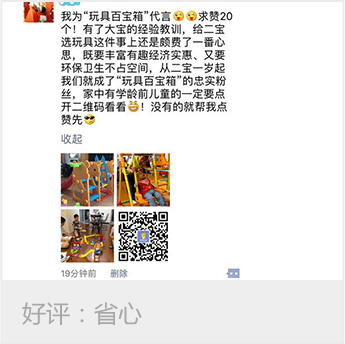 我为“玩具百宝箱”代言😵😵求赞20
个！有了大宝的经验教训，给二宝
选玩具这件事上还是颇费了一番心
思，既要丰富有趣经济实惠、又要
环保卫生不占空间，从二宝一岁起
我们就成了“玩具百宝箱”的忠实粉
丝，家中有学龄前儿童的一定要点
开二维码看看😆！没有的就帮我点
赞先😎
收起
19分钟前 删除
好评：省心